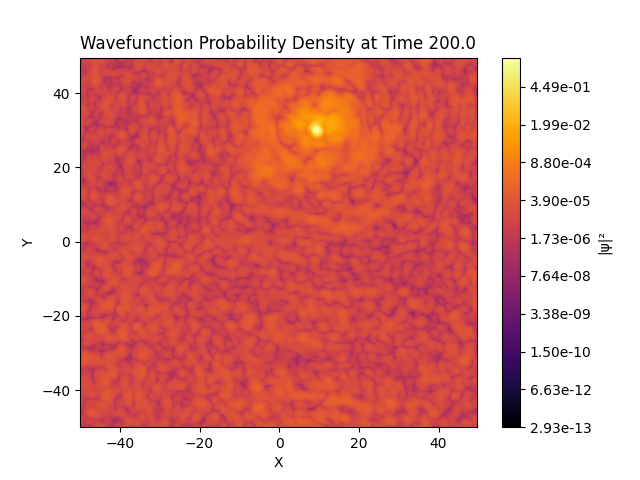 Wavefunction Probability Density at Time 200.0
40
20
0
−20
−40
Y
−40
−20
0
20
40
X
4.49e-01
1.99e-02
8.80e-04
3.90e-05
1.73e-06
7.64e-08
3.38e-09
1.50e-10
6.63e-12
2.93e-13
|ψ|²